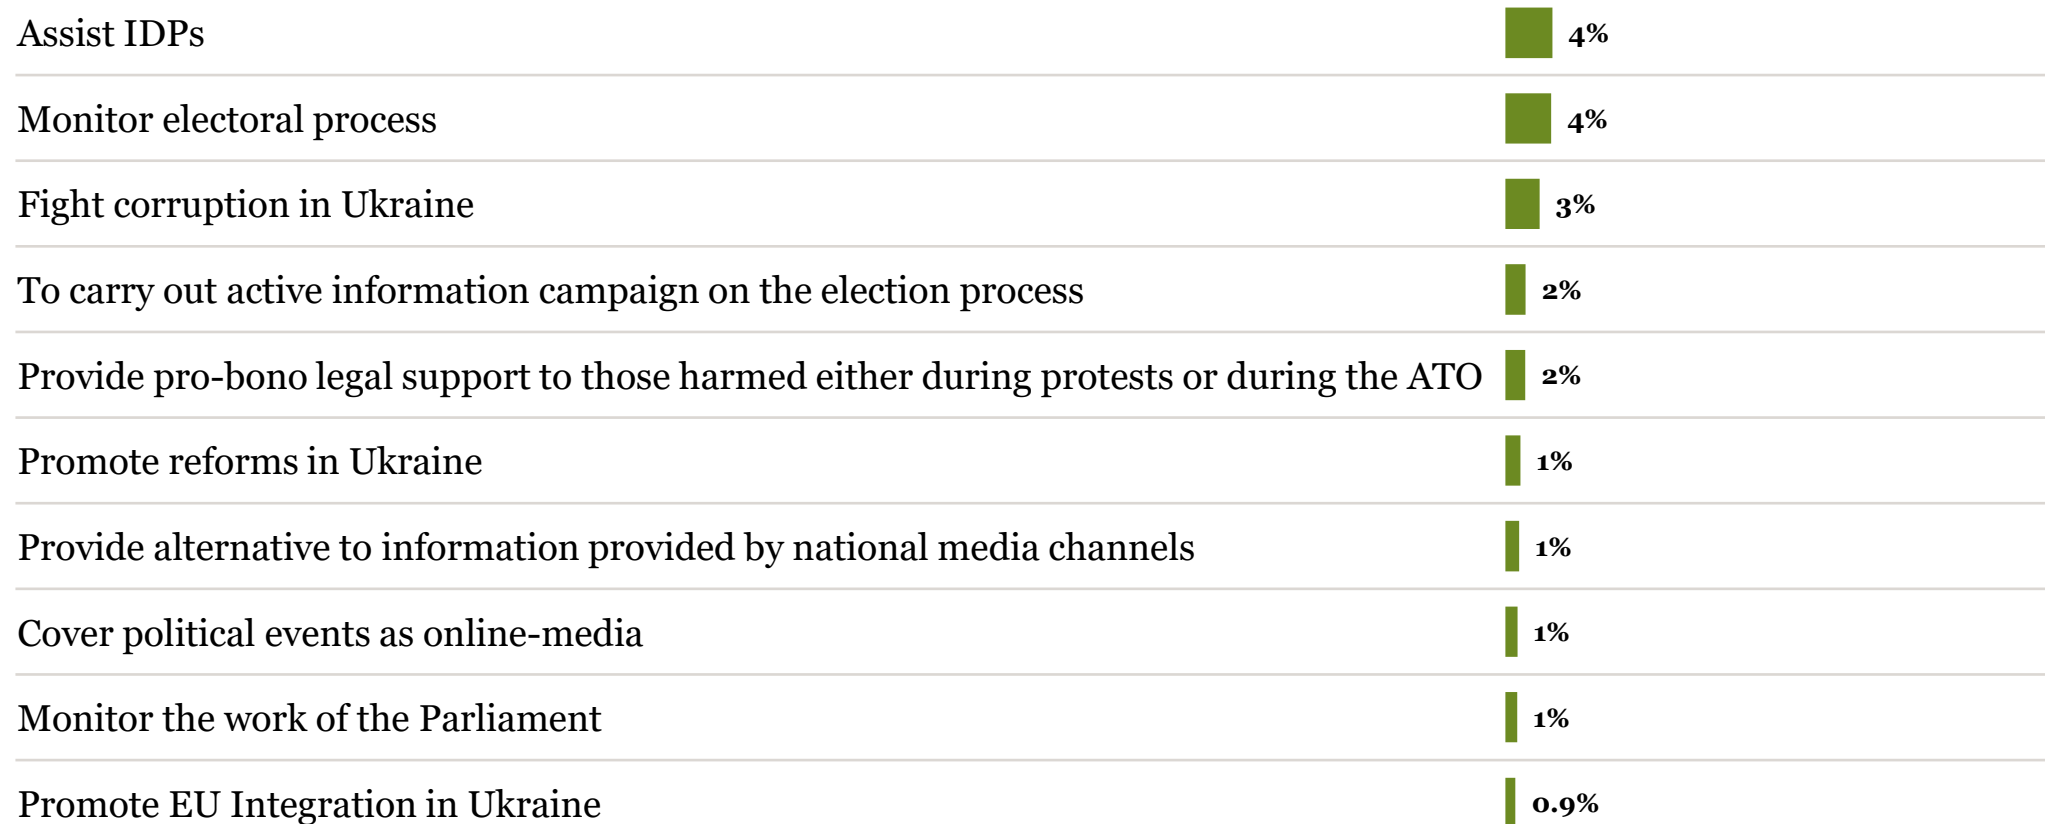 Assist IDPs 4%
Monitor electoral process 4%
Fight corruption in Ukraine 3%
To carry out active information campaign on the election process 2%
Provide pro-bono legal support to those harmed either during protests or during the ATO 2%
Promote reforms in Ukraine 1%
Provide alternative to information provided by national media channels 1%
Cover political events as online-media 1%
Monitor the work of the Parliament 1%
Promote EU Integration in Ukraine 0.9%